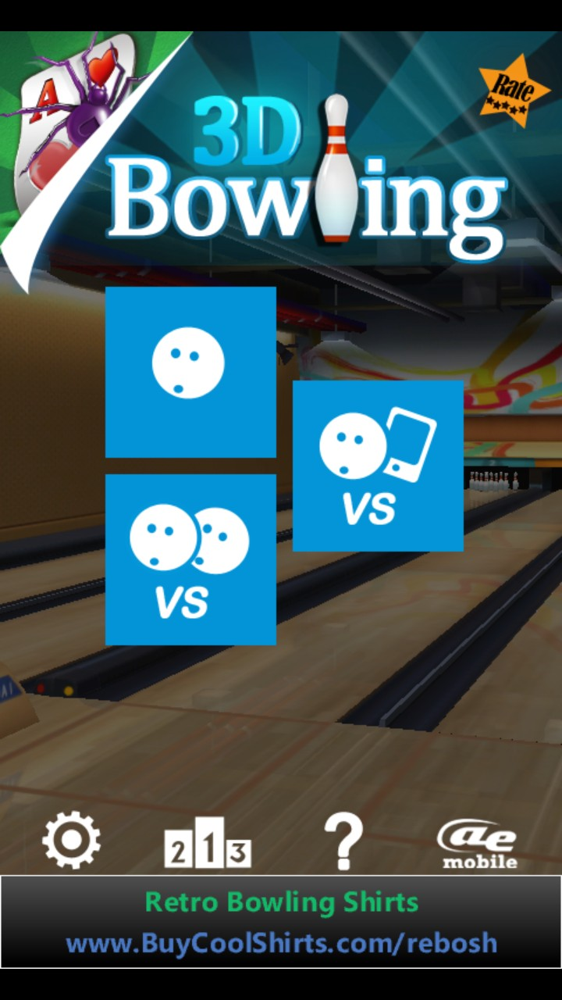 A
Rate
3D
Bowling
VS
VS
2 1 3
?
ae
mobile
Retro Bowling Shirts
www.BuyCoolShirts.com/rebosh